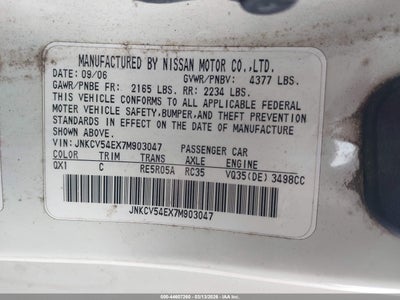 MANUFACTURED BY NISSAN MOTOR CO.,LTD.
DATE: 09/06 GVWR/PNBV: 4377 LBS.
GAWR/PNBE FR: 2165 LBS. RR: 2234 LBS.
THIS VEHICLE CONFORMS TO ALL APPLICABLE FEDERAL
MOTOR VEHICLE SAFETY,BUMPER,AND THEFT PREVENTION
STANDARDS IN EFFECT ON THE DATE OF MANUFACTURE
SHOWN ABOVE.
VIN: JNKCV54EX7M903047 PASSENGER CAR
COLOR TRIM TRANS AXLE ENGINE
QX1 C RE5R05A RC35 VQ35(DE) 3498CC
JNKCV54EX7M903047
000-44607260 - 03/13/2026 - COPART